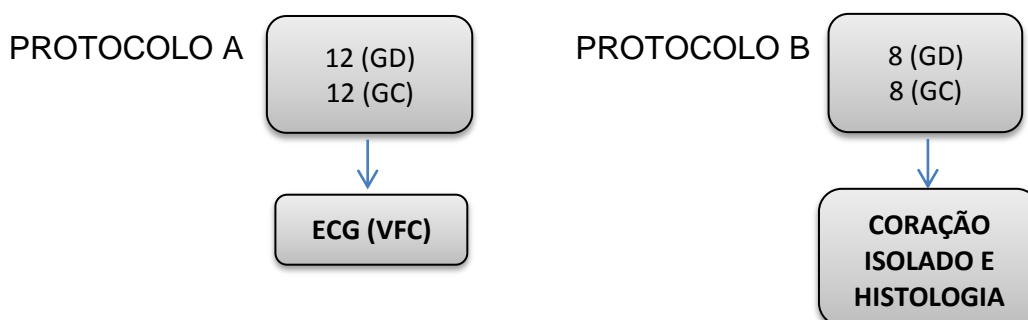 PROTOCOLO A
12 (GD)
12 (GC)
ECG (VFC)
PROTOCOLO B
8 (GD)
8 (GC)
CORAÇÃO
ISOLADO E
HISTOLOGIA